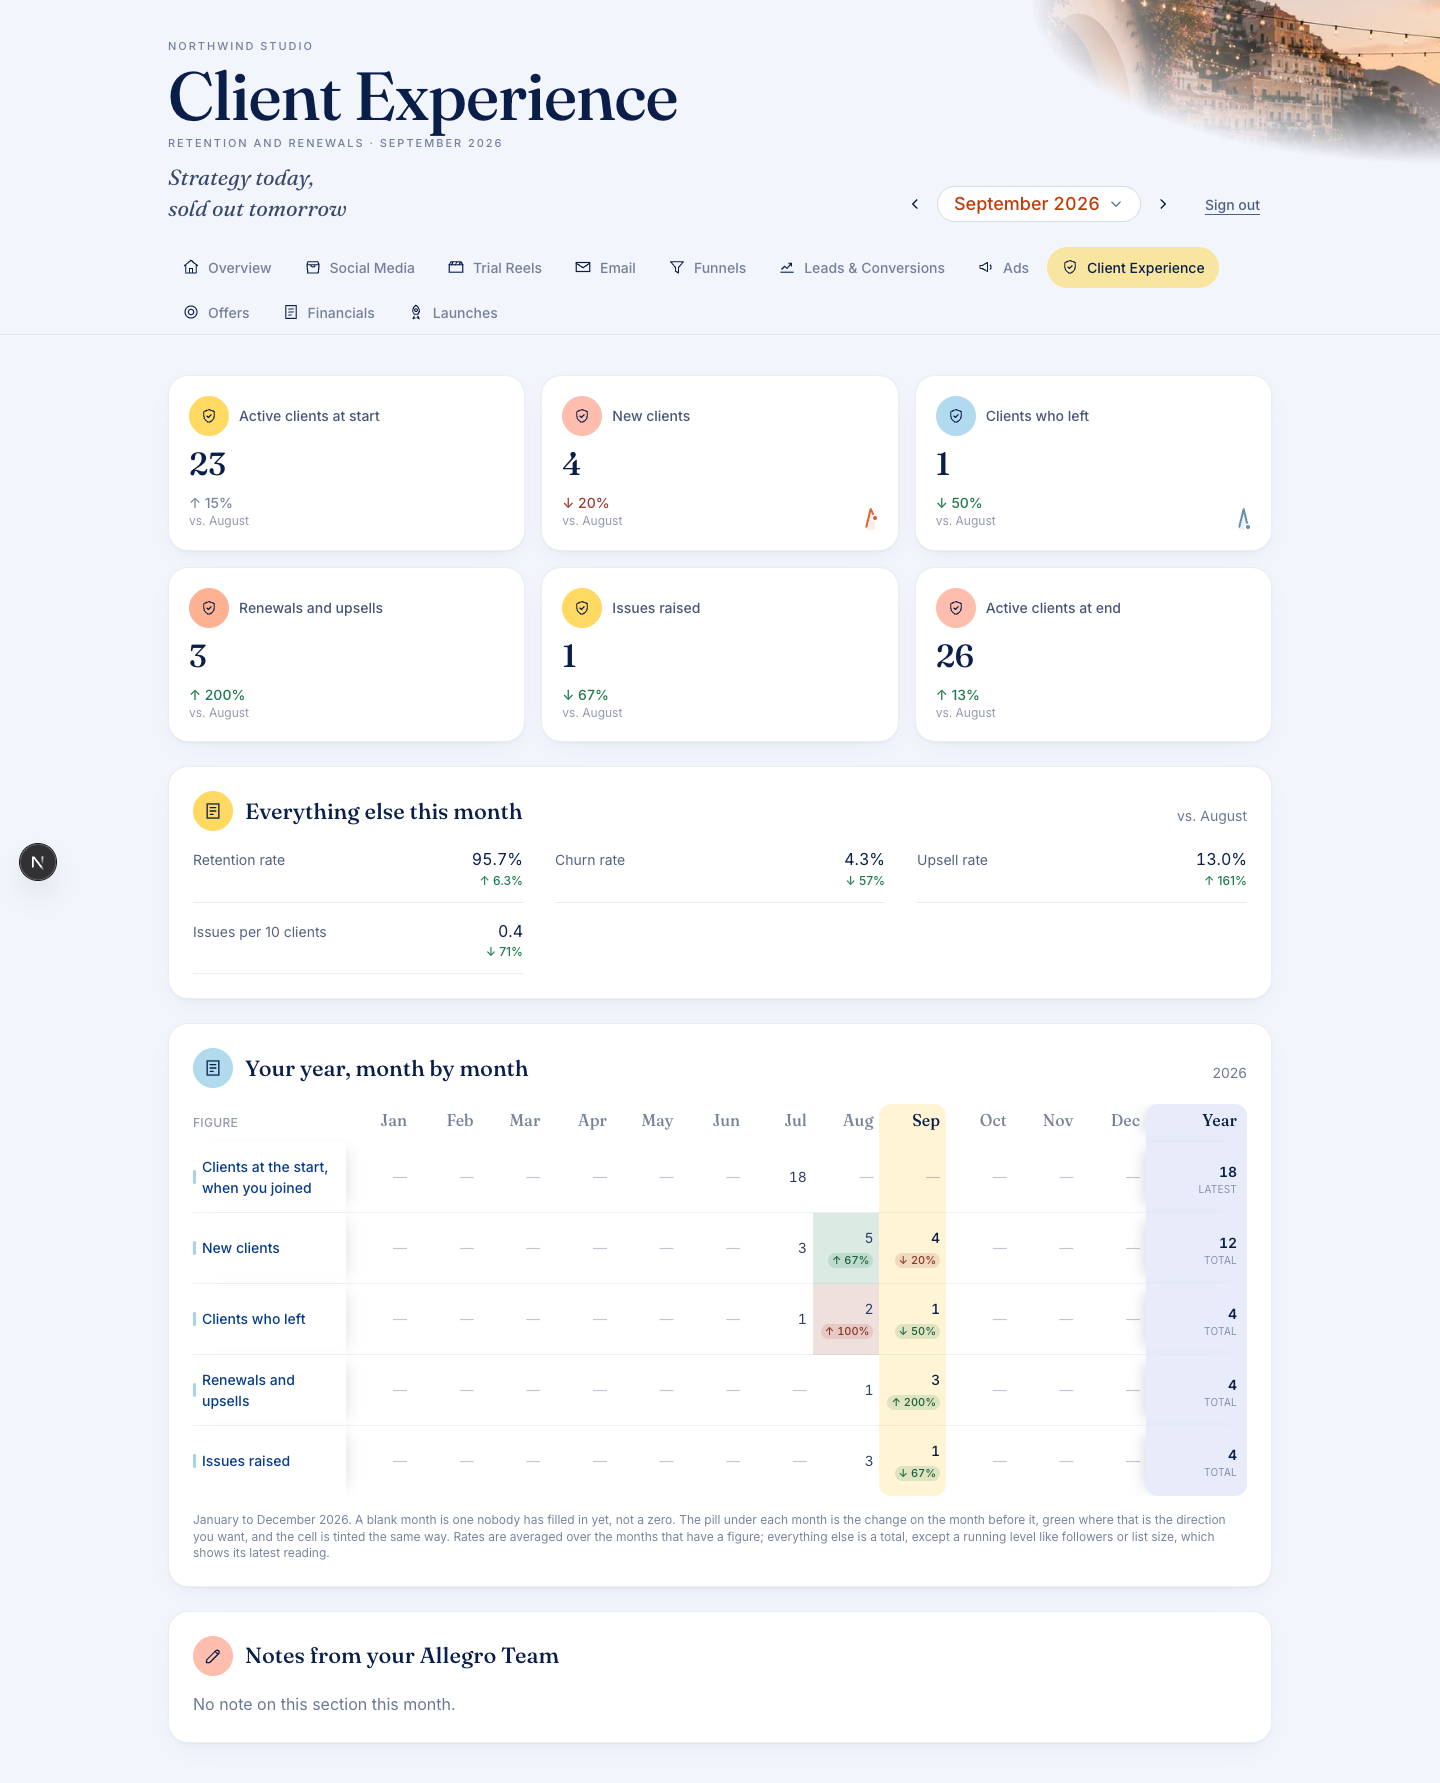 NORTHWIND STUDIO
Client Experience
RETENTION AND RENEWALS · SEPTEMBER 2026
Strategy today,
sold out tomorrow
September 2026
Sign out
Overview Social Media Trial Reels Email Funnels Leads & Conversions Ads Client Experience
Offers Financials Launches
Active clients at start
23
↑ 15%
vs. August
New clients
4
↓ 20%
vs. August
Clients who left
1
↓ 50%
vs. August
Renewals and upsells
3
↑ 200%
vs. August
Issues raised
1
↓ 67%
vs. August
Active clients at end
26
↑ 13%
vs. August
Everything else this month
vs. August
Retention rate 95.7%
↑ 6.3%
Churn rate 4.3%
↓ 57%
Upsell rate 13.0%
↑ 161%
Issues per 10 clients 0.4
↓ 71%
N
Your year, month by month
2026
FIGURE Jan Feb Mar Apr May Jun Jul Aug Sep Oct Nov Dec Year
Clients at the start,
when you joined
— — — — — — 18 — — — — — 18
LATEST
New clients — — — — — — 3 5 4 — — — 12
↑ 67% ↓ 20% TOTAL
Clients who left — — — — — — 1 2 1 — — — 4
↑ 100% ↓ 50% TOTAL
Renewals and
upsells
— — — — — — — 1 3 — — — 4
↑ 200% TOTAL
Issues raised — — — — — — — 3 1 — — — 4
↓ 67% TOTAL
January to December 2026. A blank month is one nobody has filled in yet, not a zero. The pill under each month is the change on the month before it, green where that is the direction
you want, and the cell is tinted the same way. Rates are averaged over the months that have a figure; everything else is a total, except a running level like followers or list size, which
shows its latest reading.
Notes from your Allegro Team
No note on this section this month.